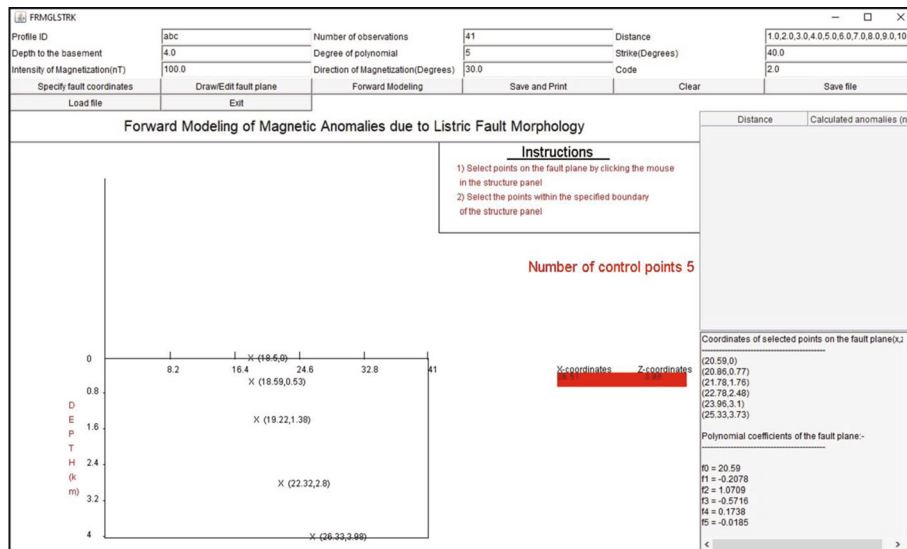 FRMGLSTRK
Profile ID abc Number of observations 41 Distance 1.0,2.0,3.0,4.0,5.0,6.0,7.0,8.0,9.0,10
Depth to the basement 4.0 Degree of polynomial 5 Strike(Degrees) 40.0
Intensity of Magnetization(nT) 100.0 Direction of Magnetization(Degrees) 30.0 Code 2.0
Specify fault coordinates Draw/Edit fault plane Forward Modeling Save and Print Clear Save file
Load file Exit
Forward Modeling of Magnetic Anomalies due to Listric Fault Morphology
Distance Calculated anomalies (n
Instructions
1) Select points on the fault plane by clicking the mouse
in the structure panel
2) Select the points within the specified boundary
of the structure panel
Number of control points 5
0 8.2 16.4 24.6 32.8 41
0.8
1.6
2.4
3.2
4
DEPTH(km)
X (18.5,0)
X (18.59,0.53)
X (19.22,1.38)
X (22.32,2.8)
X (26.33,3.98)
X-coordinates Z-coordinates
Coordinates of selected points on the fault plane(x,z
(20.59,0)
(20.86,0.77)
(21.78,1.76)
(22.78,2.48)
(23.96,3.1)
(25.33,3.73)
Polynomial coefficients of the fault plane:-
f0 = 20.59
f1 = -0.2078
f2 = 1.0709
f3 = -0.5716
f4 = 0.1738
f5 = -0.0185